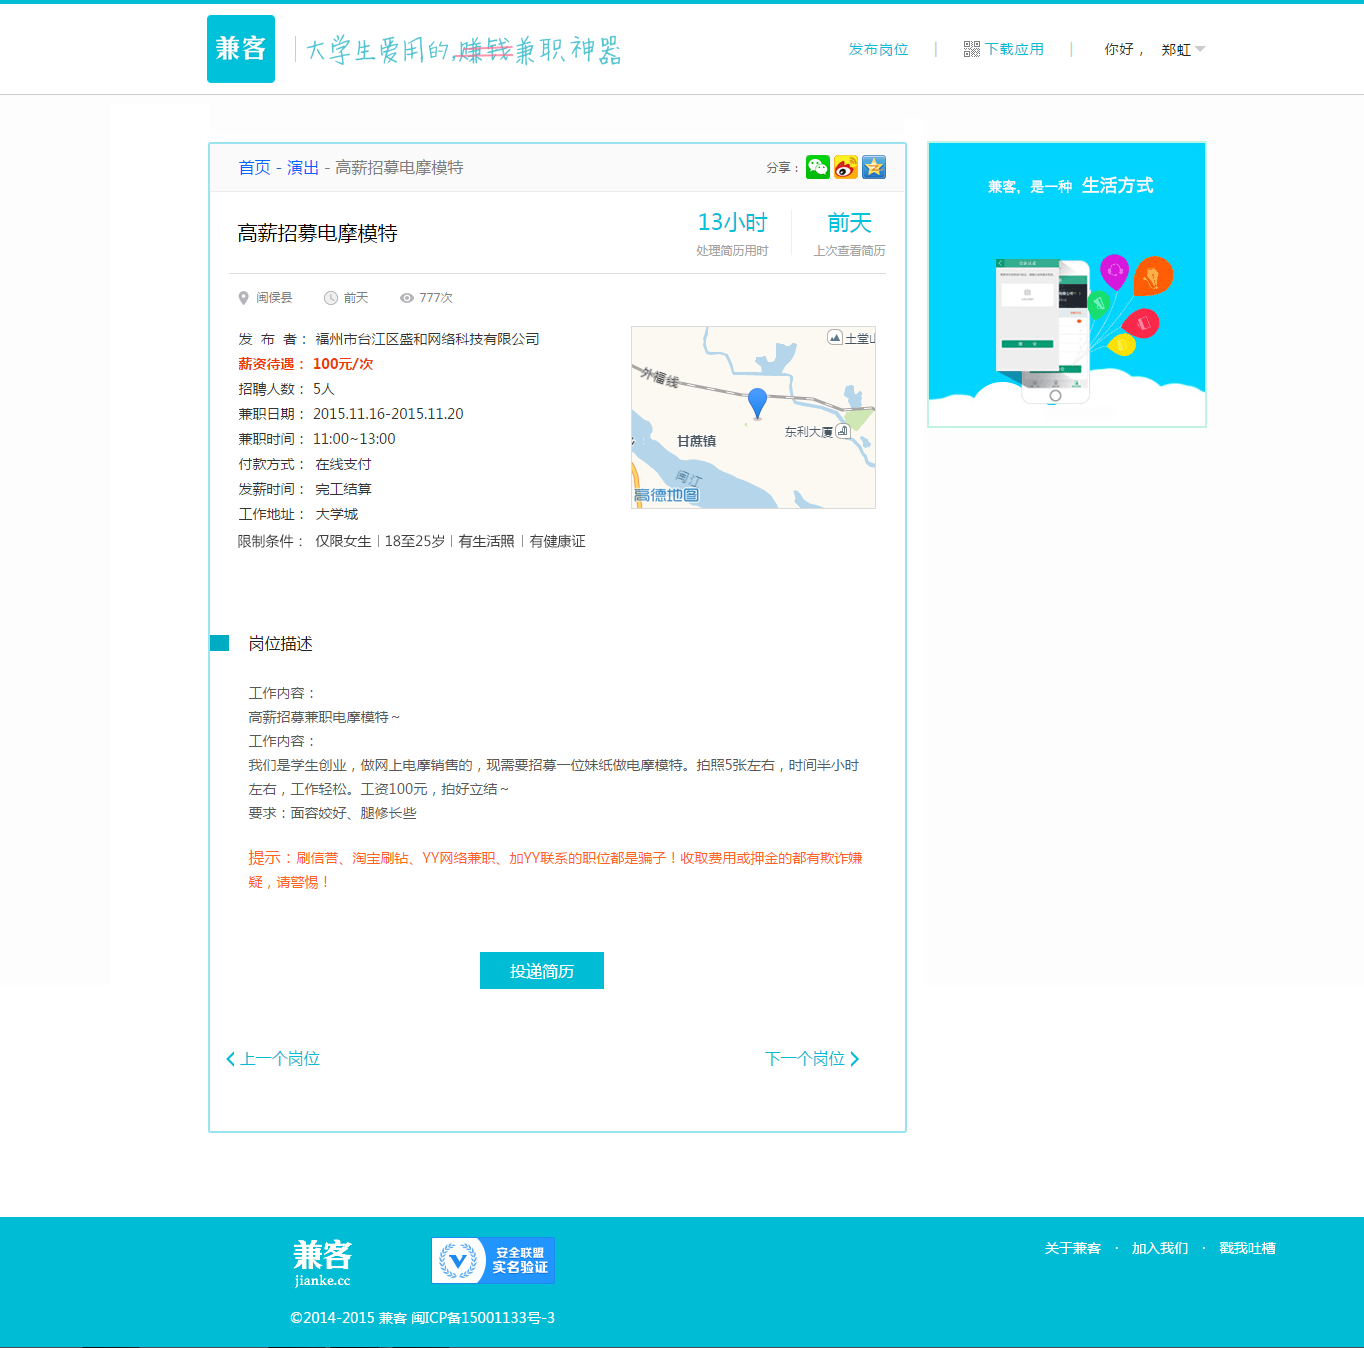 兼客
大学生爱用的,赚钱兼职神器
发布岗位 | 下载应用 | 你好， 郑虹
首页 - 演出 - 高薪招募电摩模特
分享：
高薪招募电摩模特
13小时
处理简历用时
前天
上次查看简历
闽侯县 前天 777次
发 布 者： 福州市台江区盛和网络科技有限公司
薪资待遇： 100元/次
招聘人数： 5人
兼职日期： 2015.11.16-2015.11.20
兼职时间： 11:00~13:00
付款方式： 在线支付
发薪时间： 完工结算
工作地址： 大学城
限制条件： 仅限女生 | 18至25岁 | 有生活照 | 有健康证
土堂山
外福线
东利大厦
甘蔗镇
闽江
高德地图
兼客，是一种 生活方式
岗位描述
工作内容：
高薪招募兼职电摩模特～
工作内容：
我们是学生创业，做网上电摩销售的，现需要招募一位妹纸做电摩模特。拍照5张左右，时间半小时
左右，工作轻松。工资100元，拍好立结～
要求：面容姣好、腿修长些
提示：刷信誉、淘宝刷钻、YY网络兼职、加YY联系的职位都是骗子！收取费用或押金的都有欺诈嫌
疑，请警惕！
投递简历
上一个岗位
下一个岗位
兼客
jianke.cc
安全联盟
实名验证
关于兼客 · 加入我们 · 戳我吐槽
©2014-2015 兼客 闽ICP备15001133号-3